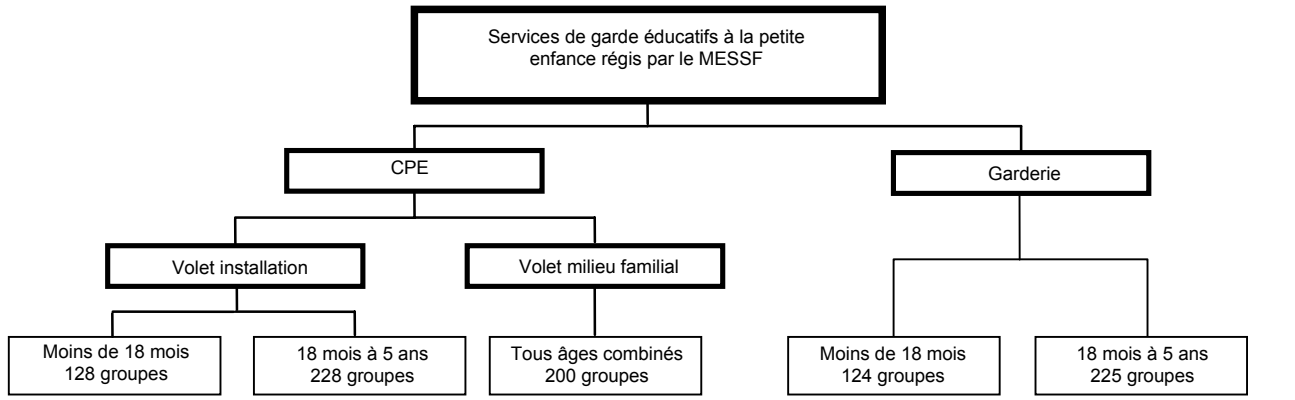 Services de garde éducatifs à la petite
enfance régis par le MESSF
CPE
Garderie
Volet installation
Volet milieu familial
Moins de 18 mois
128 groupes
18 mois à 5 ans
228 groupes
Tous âges combinés
200 groupes
Moins de 18 mois
124 groupes
18 mois à 5 ans
225 groupes